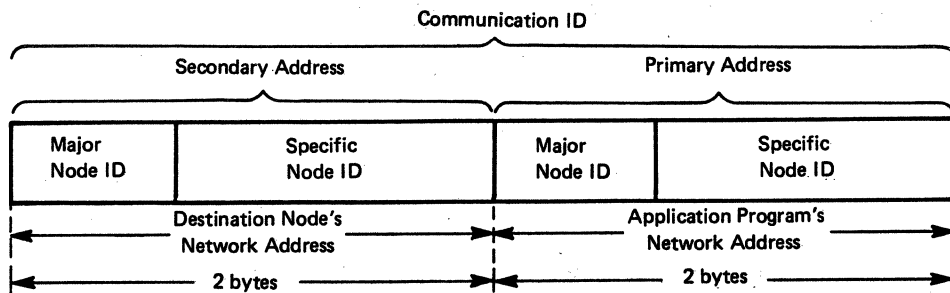 Communication ID
Secondary Address
Primary Address
Major
Node ID
Specific
Node ID
Major
Node ID
Specific
Node ID
Destination Node's
Network Address
Application Program's
Network Address
2 bytes
2 bytes